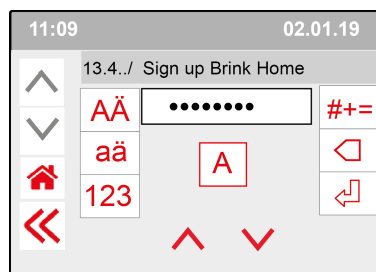 11:09 02.01.19
13.4../ Sign up Brink Home
AÄ •••••••• #+=
aä A
123